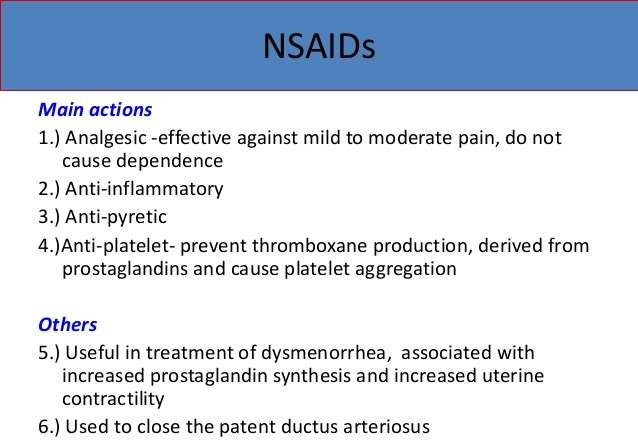 NSAIDs
Main actions
1.) Analgesic -effective against mild to moderate pain, do not
cause dependence
2.) Anti-inflammatory
3.) Anti-pyretic
4.)Anti-platelet- prevent thromboxane production, derived from
prostaglandins and cause platelet aggregation
Others
5.) Useful in treatment of dysmenorrhea, associated with
increased prostaglandin synthesis and increased uterine
contractility
6.) Used to close the patent ductus arteriosus